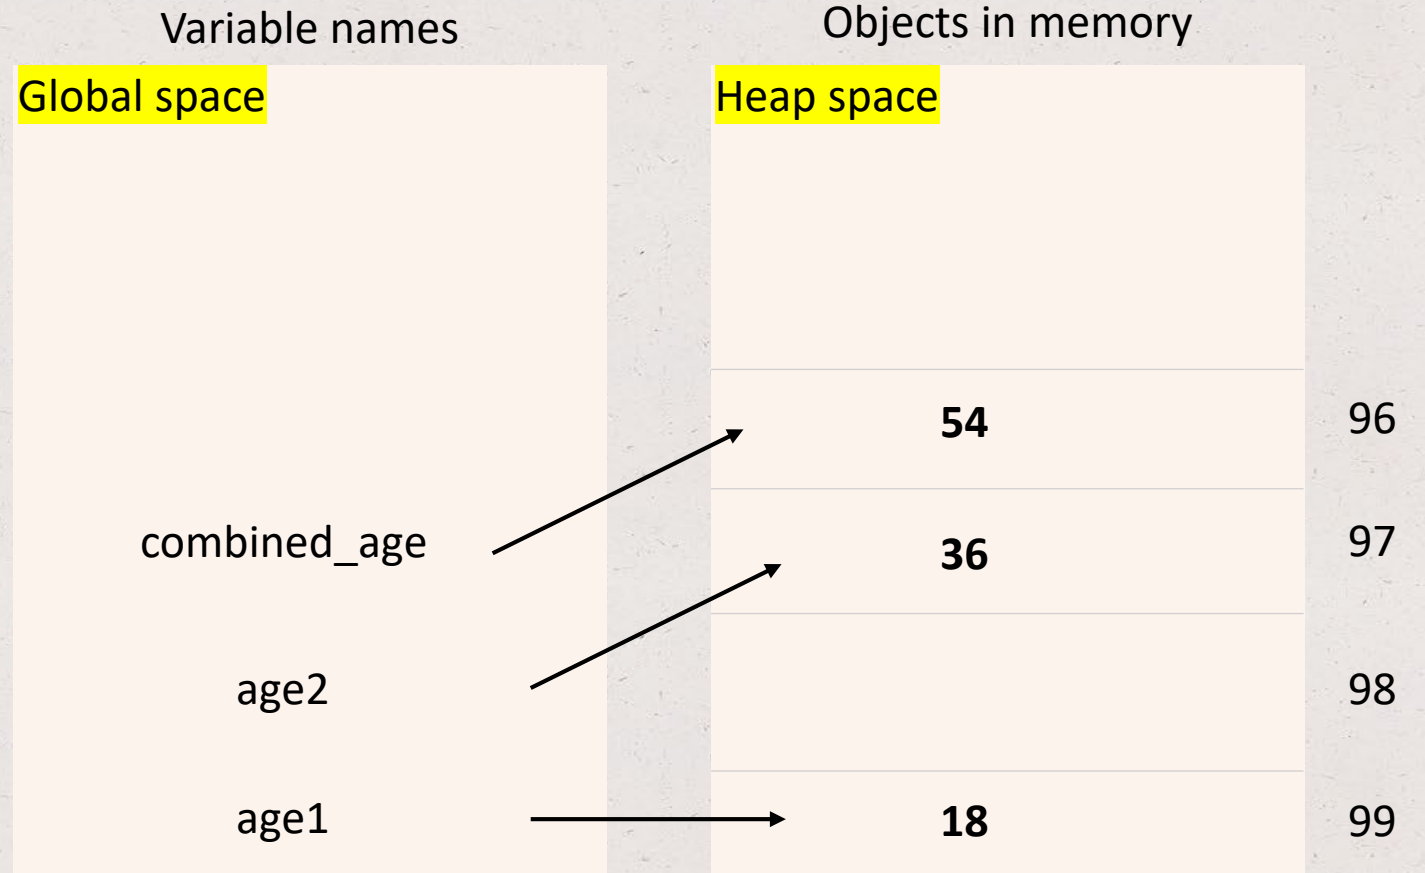 Variable names
Objects in memory
Global space
Heap space
54
96
combined_age
36
97
age2
98
age1
18
99